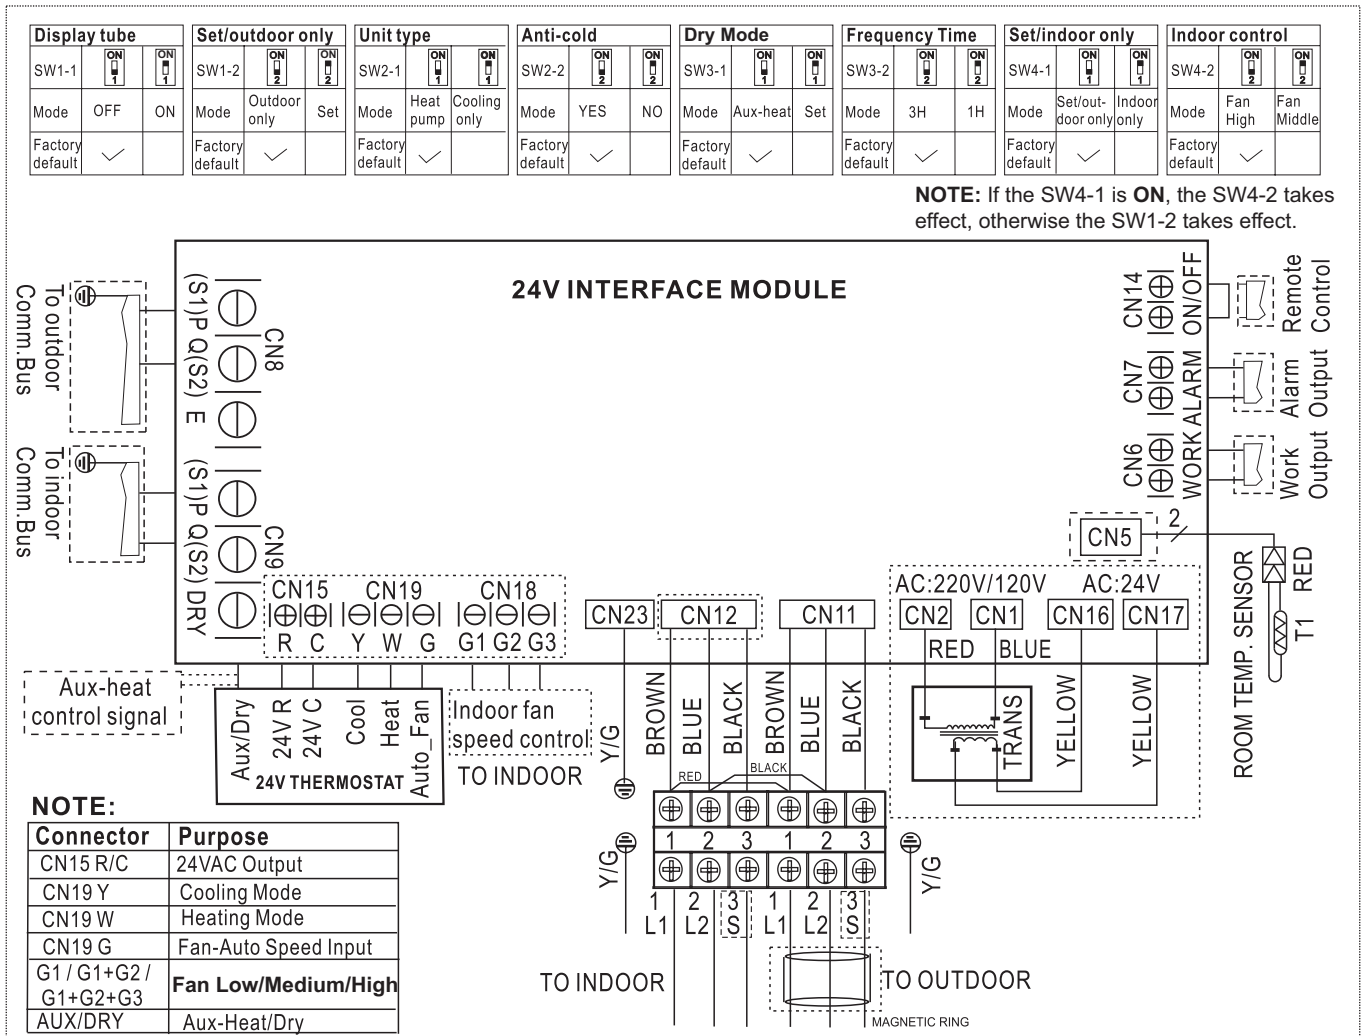 Display tube Set/outdoor only Unit type Anti-cold Dry Mode Frequency Time Set/indoor only Indoor control
SW1-1 ON 1 ON 1 SW1-2 ON 2 ON 2 SW2-1 ON 1 ON 1 SW2-2 ON 2 ON 2 SW3-1 ON 1 ON 1 SW3-2 ON 2 ON 2 SW4-1 ON 1 ON 1 SW4-2 ON 2 ON 2
Mode OFF ON Mode Outdoor only Set Mode Heat pump Cooling only Mode YES NO Mode Aux-heat Set Mode 3H 1H Mode Set/out-door only Indoor only Mode Fan High Fan Middle
Factory default Factory default Factory default Factory default Factory default Factory default Factory default Factory default
NOTE: If the SW4-1 is ON, the SW4-2 takes
effect, otherwise the SW1-2 takes effect.
24V INTERFACE MODULE
To outdoor
Comm.Bus
(S1)P Q(S2) E
CN8
To indoor
Comm.Bus
(S1)P Q(S2) DRY
CN9
CN14
ON/OFF
Remote
Control
CN7
ALARM
Alarm
Output
CN6
WORK
Work
Output
CN5
2
ROOM TEMP. SENSOR
RED
T1
CN15 CN19 CN18
R C Y W G G1 G2 G3
CN23 CN12 CN11
AC:220V/120V AC:24V
CN2 CN1 CN16 CN17
RED BLUE
TRANS
YELLOW
YELLOW
Aux-heat
control signal
Aux/Dry
24V R
24V C
Cool
Heat
Auto_Fan
24V THERMOSTAT
Indoor fan
speed control
TO INDOOR
Y/G
BROWN
BLUE
BLACK
BROWN
BLUE
BLACK
RED
BLACK
1 2 3 1 2 3
Y/G
Y/G
1 2 3 1 2 3
L1 L2 S L1 L2 S
TO INDOOR
TO OUTDOOR
MAGNETIC RING
NOTE:
Connector Purpose
CN15 R/C 24VAC Output
CN19 Y Cooling Mode
CN19 W Heating Mode
CN19 G Fan-Auto Speed Input
G1 / G1+G2 /
G1+G2+G3 Fan Low/Medium/High
AUX/DRY Aux-Heat/Dry